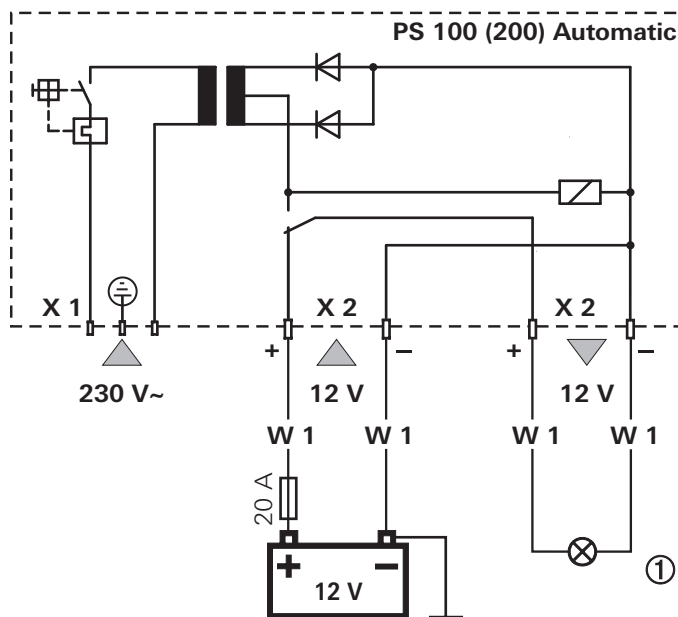 PS 100 (200) Automatic
X 1 X 2 X 2
+ – + –
230 V~ 12 V 12 V
W 1 W 1 W 1 W 1
20 A
+ –
12 V
①